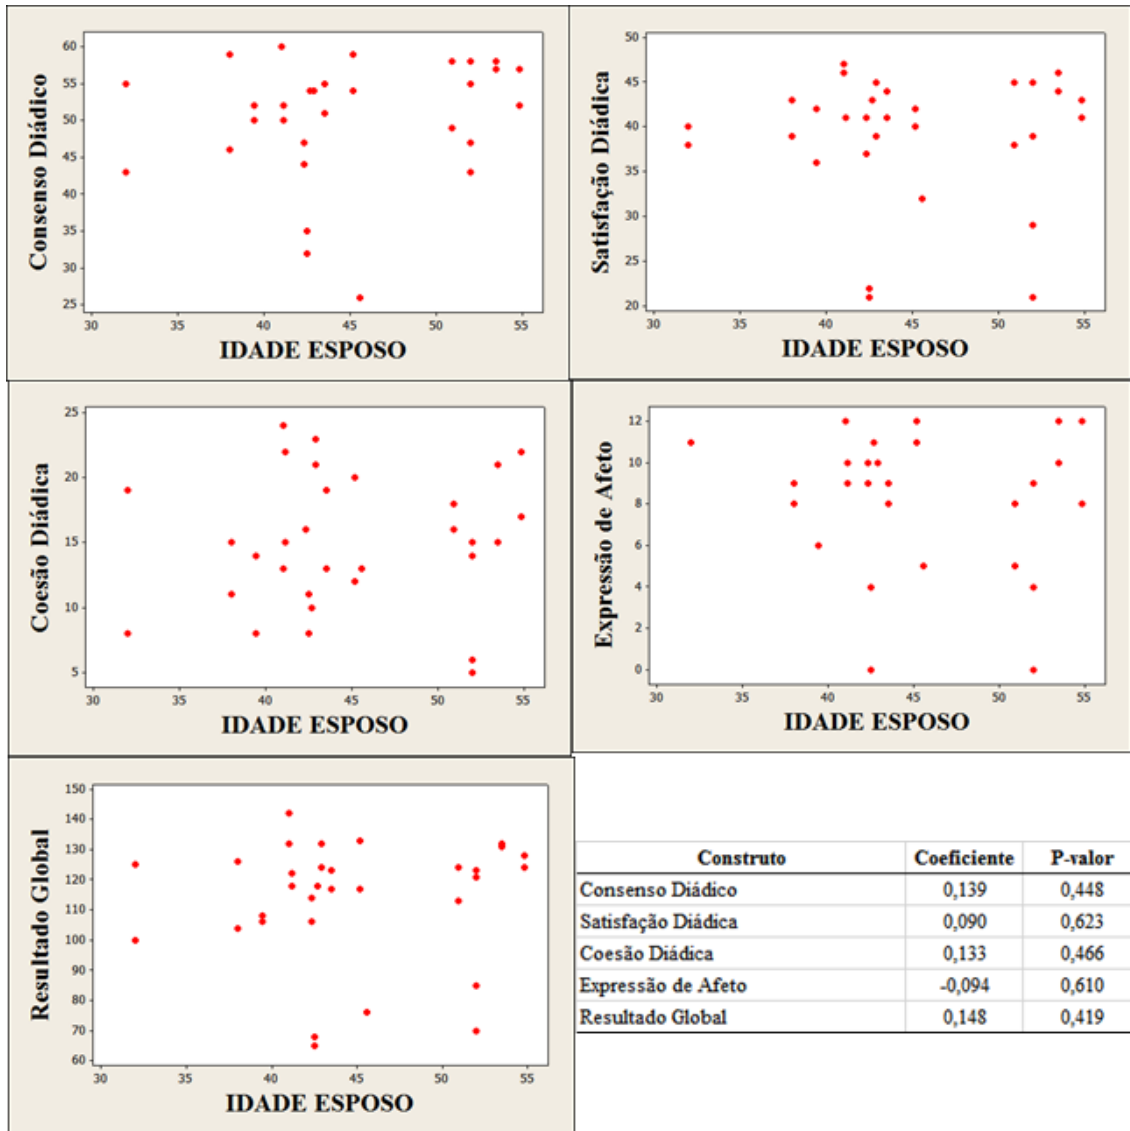 Consenso Diádico
60
55
50
45
40
35
30
25
30 35 40 45 50 55
IDADE ESPOSO
Satisfação Diádica
50
45
40
35
30
25
20
30 35 40 45 50 55
IDADE ESPOSO
Coesão Diádica
25
20
15
10
5
30 35 40 45 50 55
IDADE ESPOSO
Expressão de Afeto
12
10
8
6
4
2
0
30 35 40 45 50 55
IDADE ESPOSO
Resultado Global
150
140
130
120
110
100
90
80
70
60
30 35 40 45 50 55
IDADE ESPOSO
Construto Coeficiente P-valor
Consenso Diádico 0,139 0,448
Satisfação Diádica 0,090 0,623
Coesão Diádica 0,133 0,466
Expressão de Afeto -0,094 0,610
Resultado Global 0,148 0,419